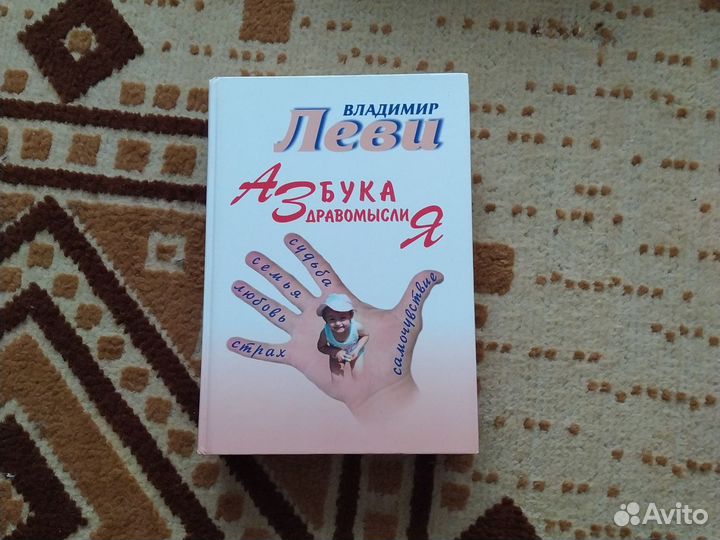 ВЛАДИМИР
Леви
АЗБУКА
ЗДРАВОМЫСЛИЯ
судьба
семья
любовь
страх
самочувствие
Avito